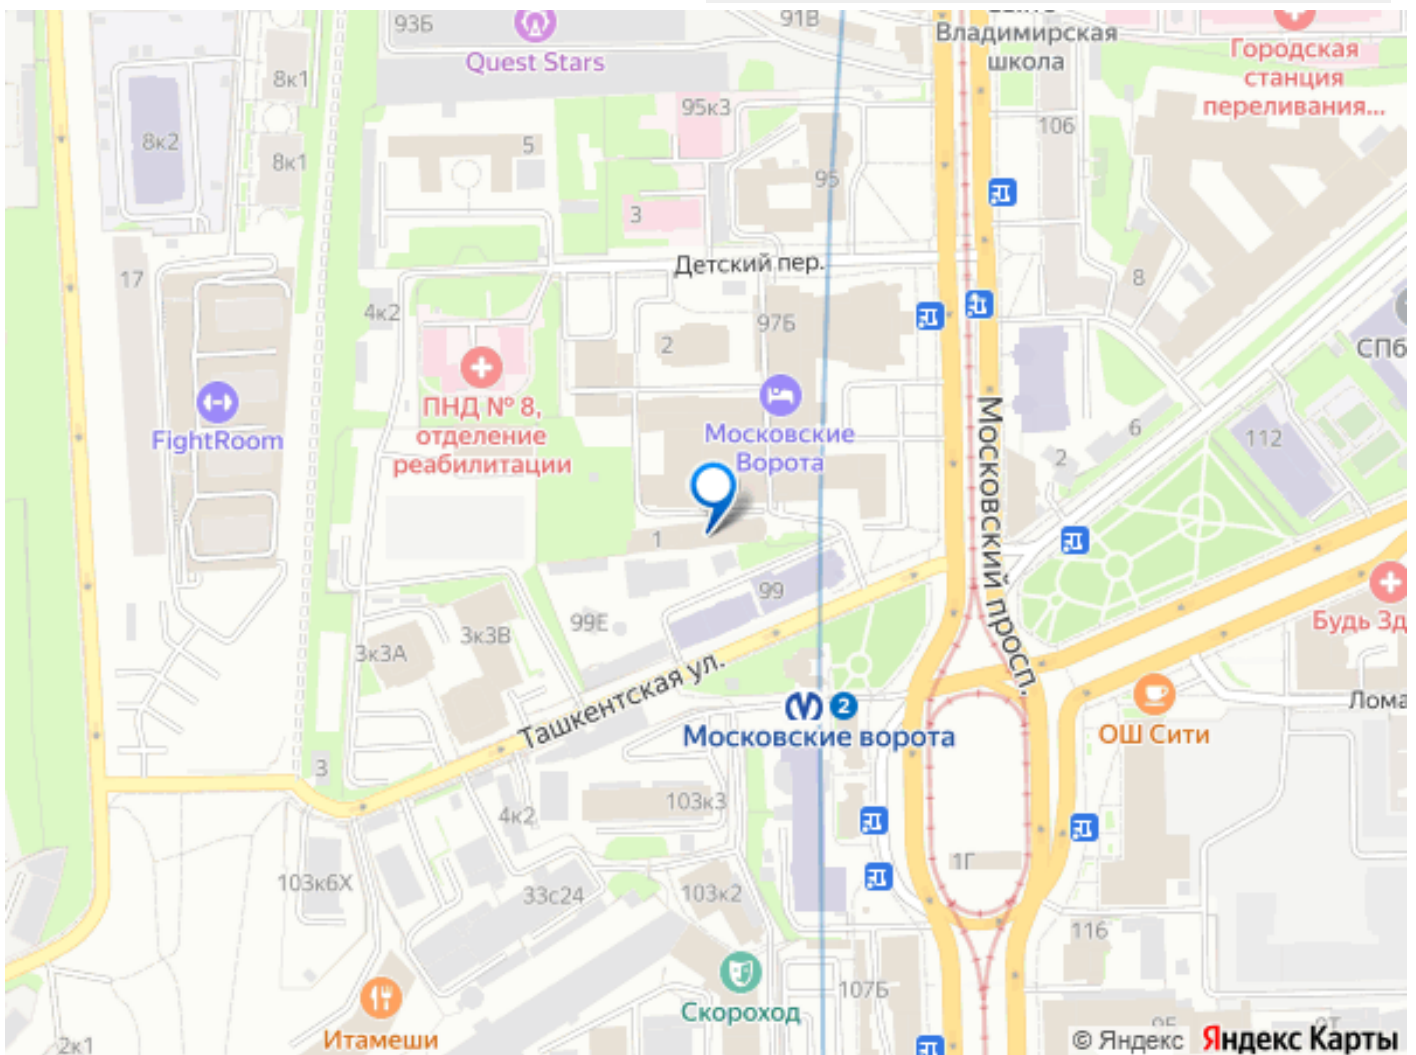 93Б
91В
Quest Stars
Владимирская
школа
Городская
станция
переливания...
8к1
95к3
106
8к2
5
8к1
95
3
Детский пер.
17
8
4к2
97Б
2
СПб
ПНД № 8,
отделение
реабилитации
FightRoom
Московские
Ворота
Московский просп.
6
112
2
1
99
99Е
3к3В
3к3А
Будь Зд
Ташкентская ул.
2
Московские ворота
Лома
ОШ Сити
3
103к3
4к2
1Г
103к6Х
33с24
103к2
116
107Б
Скороход
Итамеши
2к1
© Яндекс Яндекс Карты